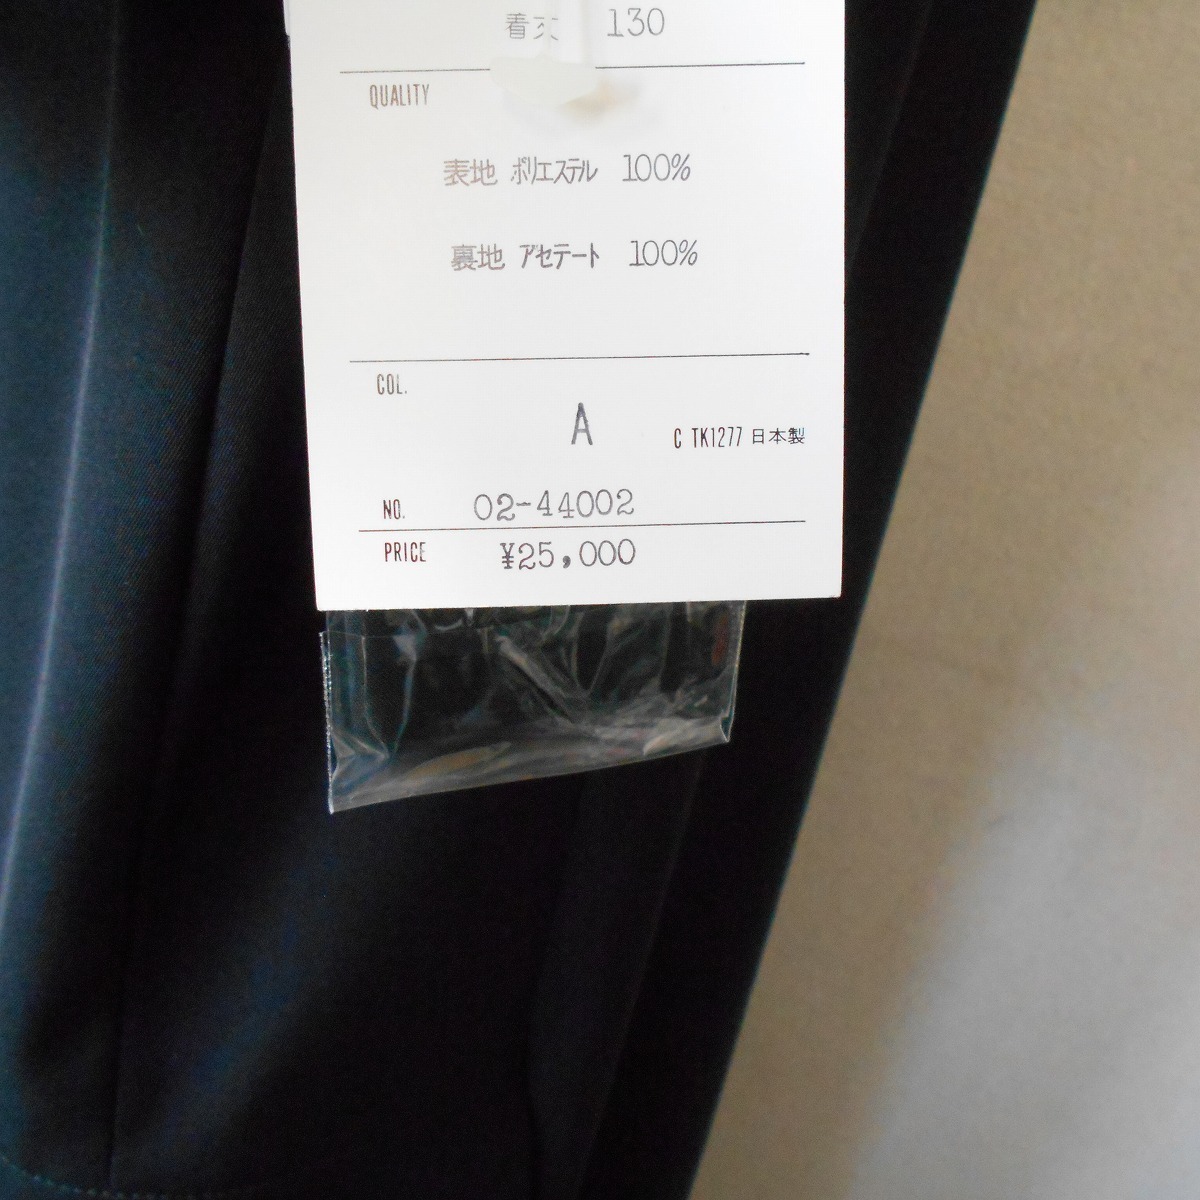 着丈 130
QUALITY
表地 ポリエステル 100%
裏地 アセテート 100%
COL.
A
C TK1277 日本製
NO. 02-44002
PRICE ¥25,000